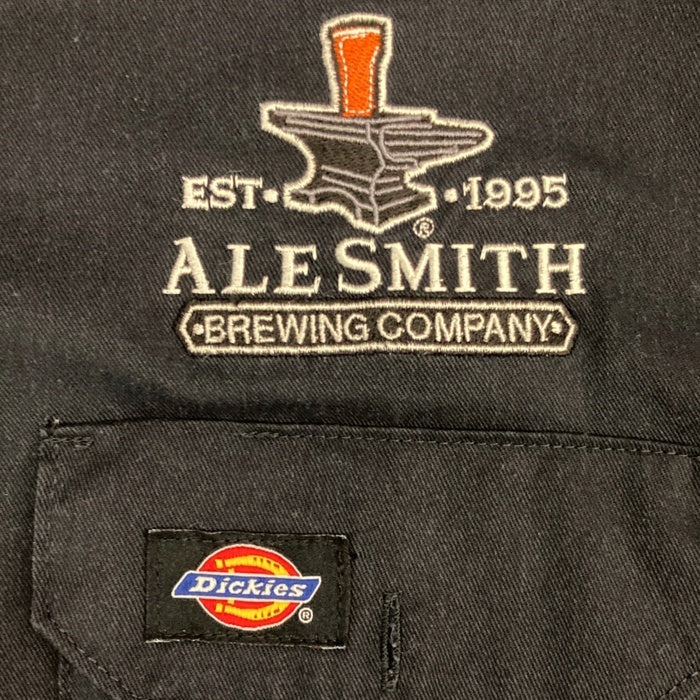 EST. • 1995
®
ALESMITH
•BREWING COMPANY•
Dickies
®